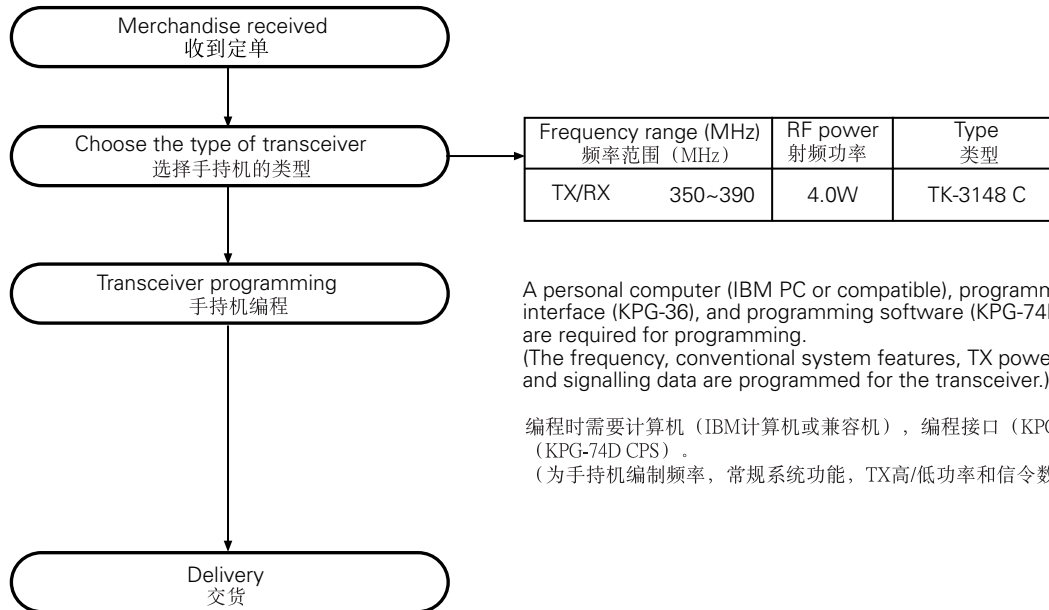 Merchandise received
收到定单
Choose the type of transceiver
选择手持机的类型
Frequency range (MHz) RF power Type
频率范围（MHz） 射频功率 类型
TX/RX 350~390 4.0W TK-3148 C
Transceiver programming
手持机编程
A personal computer (IBM PC or compatible),
interface (KPG-36), and programming software
are required for programming.
(The frequency, conventional system features, TX
and signalling data are programmed for the transceiver.)
编程时需要计算机（IBM计算机或兼容机），编程接口
（KPG-74D CPS）。
（为手持机编制频率，常规系统功能，TX高/低功率和信令
Delivery
交货